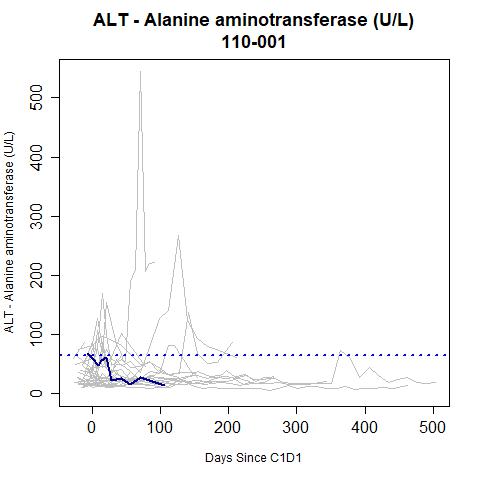 ALT - Alanine aminotransferase (U/L)
110-001
ALT - Alanine aminotransferase (U/L)
500
400
300
200
100
0
0 100 200 300 400 500
Days Since C1D1